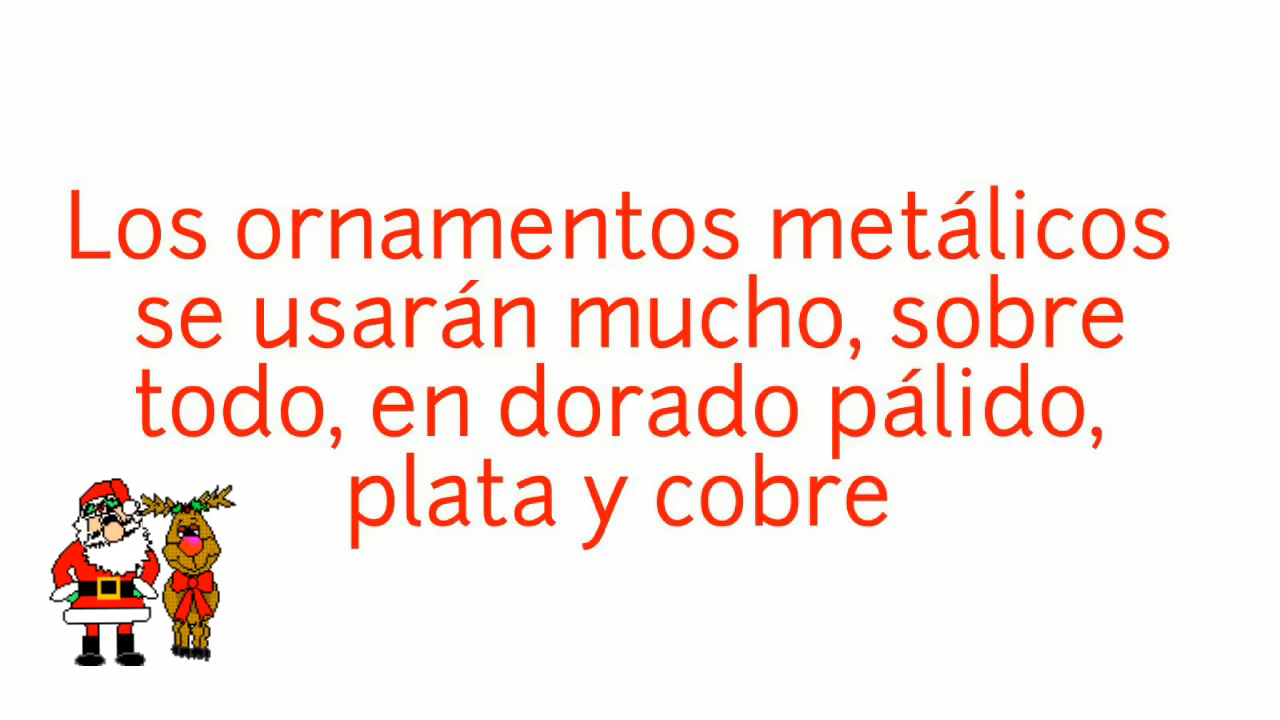 Los ornamentos metálicos
se usarán mucho, sobre
todo, en dorado pálido,
plata y cobre